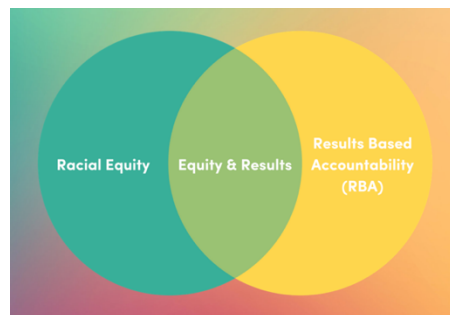 Racial Equity
Equity & Results
Results Based
Accountability
(RBA)